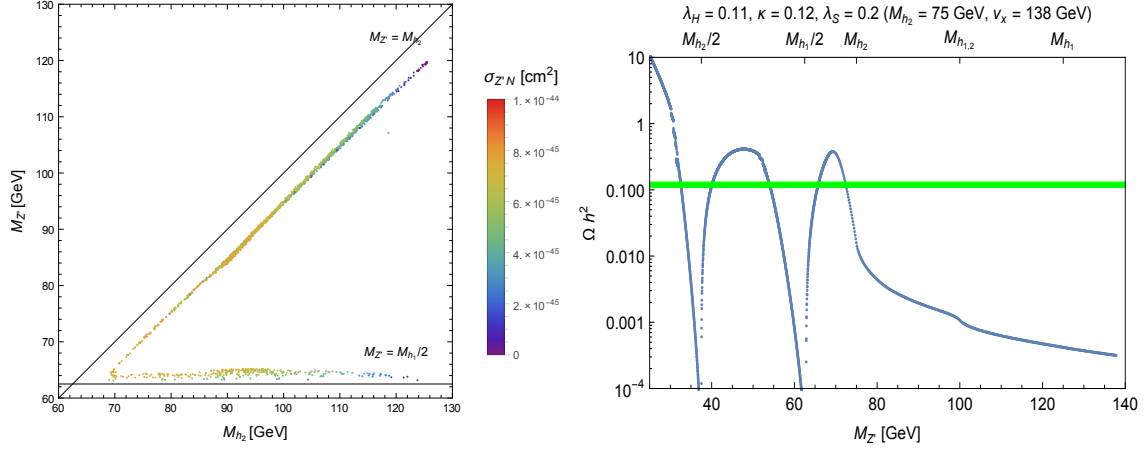 130
120
110
100
90
80
70
60
60 70 80 90 100 110 120 130
M_{Z'} [GeV]
M_{h_2} [GeV]
M_{Z'} = M_{h_2}
M_{Z'} = M_{h_1}/2
σ_{Z'N} [cm²]
1. × 10⁻⁴⁴
8. × 10⁻⁴⁵
6. × 10⁻⁴⁵
4. × 10⁻⁴⁵
2. × 10⁻⁴⁵
0
λ_H = 0.11, κ = 0.12, λ_S = 0.2 (M_{h_2} = 75 GeV, v_x = 138 GeV)
M_{h_2}/2 M_{h_1}/2 M_{h_2} M_{h_{1,2}} M_{h_1}
10
1
0.100
0.010
0.001
10⁻⁴
Ω h²
40 60 80 100 120 140
M_{Z'} [GeV]